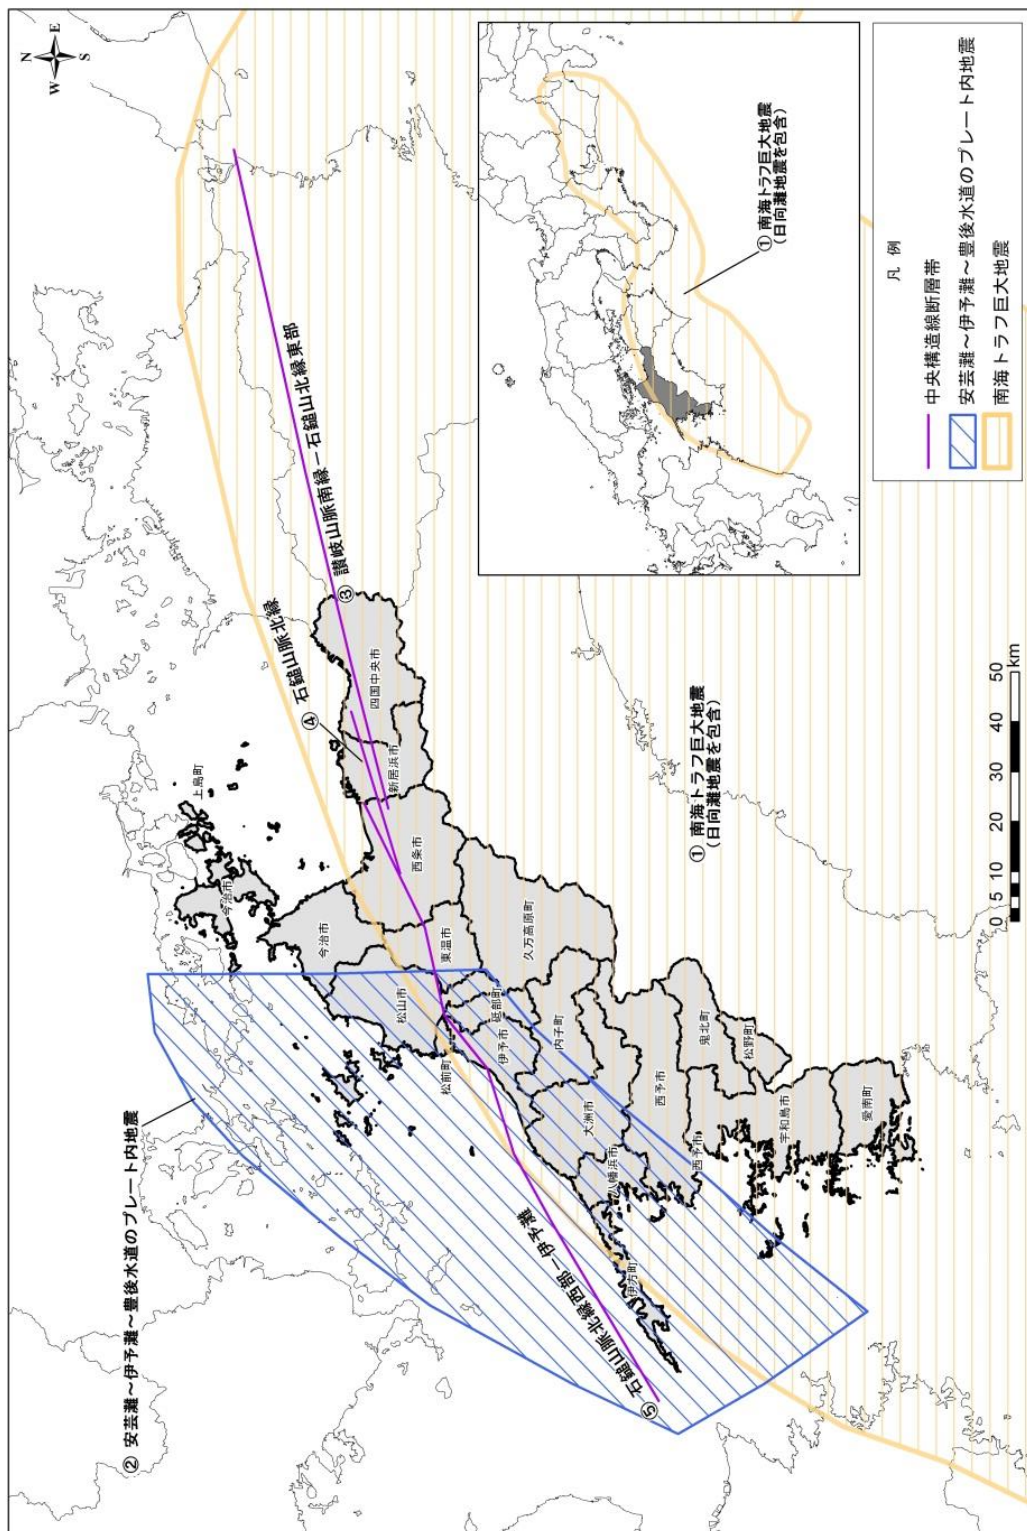 N
E
S
W
② 安芸灘～伊予灘～豊後水道のプレート内地震
③ 讃岐山脈南縁－石鎚山北縁東部
④ 石鎚山脈北縁
⑤ 石鎚山脈北縁西部－伊予灘
① 南海トラフ巨大地震
(日向灘地震を包含)
上島町
今治市
今治市
松山市
東温市
西条市
新居浜市
四国中央市
久万高原町
松前町
砥部町
伊予市
内子町
大洲市
八幡浜市
伊方町
西予市
西予市
鬼北町
松野町
宇和島市
愛南町
0 5 10 20 30 40 50
km
① 南海トラフ巨大地震
(日向灘地震を包含)
凡 例
中央構造線断層帯
安芸灘～伊予灘～豊後水道のプレート内地震
南海トラフ巨大地震